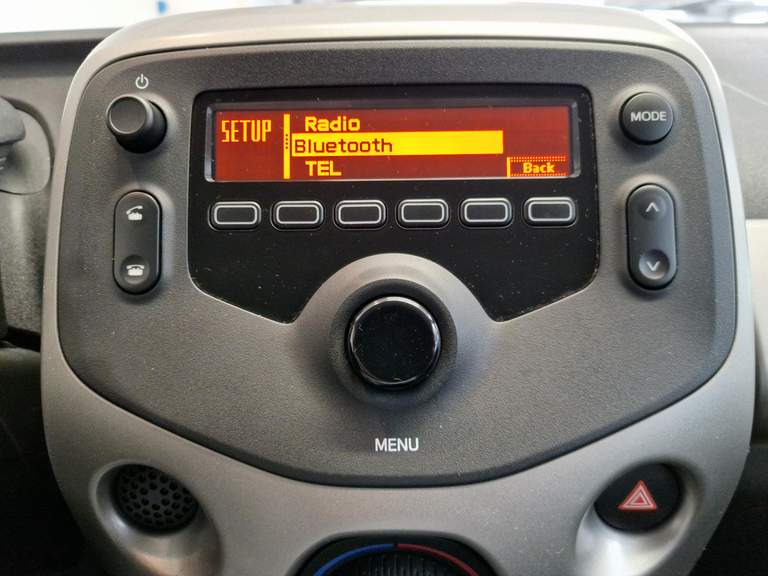 SETUP
Radio
Bluetooth
TEL
Back
MODE
MENU